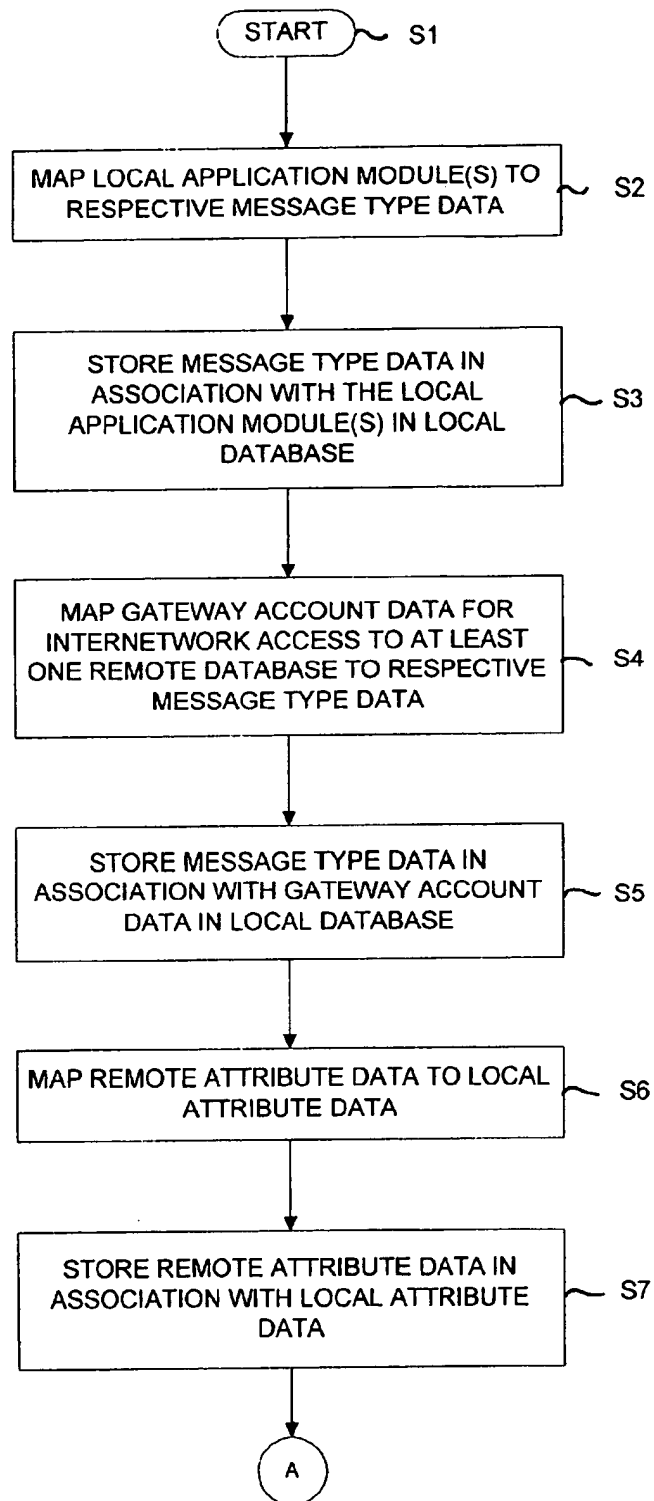 START
S1
MAP LOCAL APPLICATION MODULE(S) TO
RESPECTIVE MESSAGE TYPE DATA
S2
STORE MESSAGE TYPE DATA IN
ASSOCIATION WITH THE LOCAL
APPLICATION MODULE(S) IN LOCAL
DATABASE
S3
MAP GATEWAY ACCOUNT DATA FOR
INTERNETWORK ACCESS TO AT LEAST
ONE REMOTE DATABASE TO RESPECTIVE
MESSAGE TYPE DATA
S4
STORE MESSAGE TYPE DATA IN
ASSOCIATION WITH GATEWAY ACCOUNT
DATA IN LOCAL DATABASE
S5
MAP REMOTE ATTRIBUTE DATA TO LOCAL
ATTRIBUTE DATA
S6
STORE REMOTE ATTRIBUTE DATA IN
ASSOCIATION WITH LOCAL ATTRIBUTE
DATA
S7
A